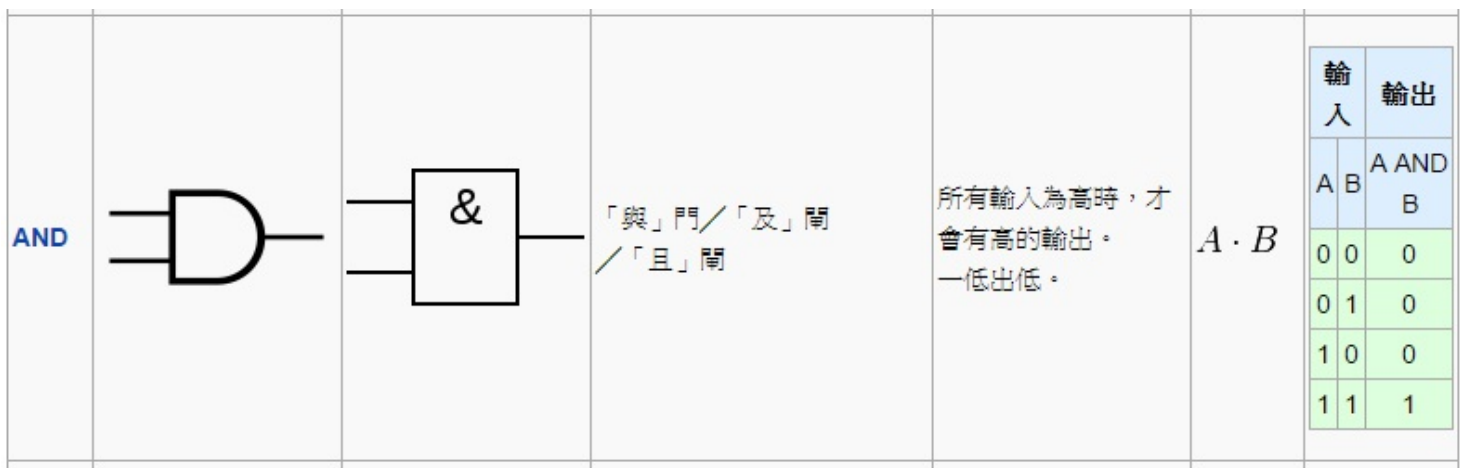 AND
&
「與」門／「及」閘
／「且」閘
所有輸入為高時，才
會有高的輸出。
一低出低。
A · B
輸
入
輸出
A B A AND
B
0 0 0
0 1 0
1 0 0
1 1 1